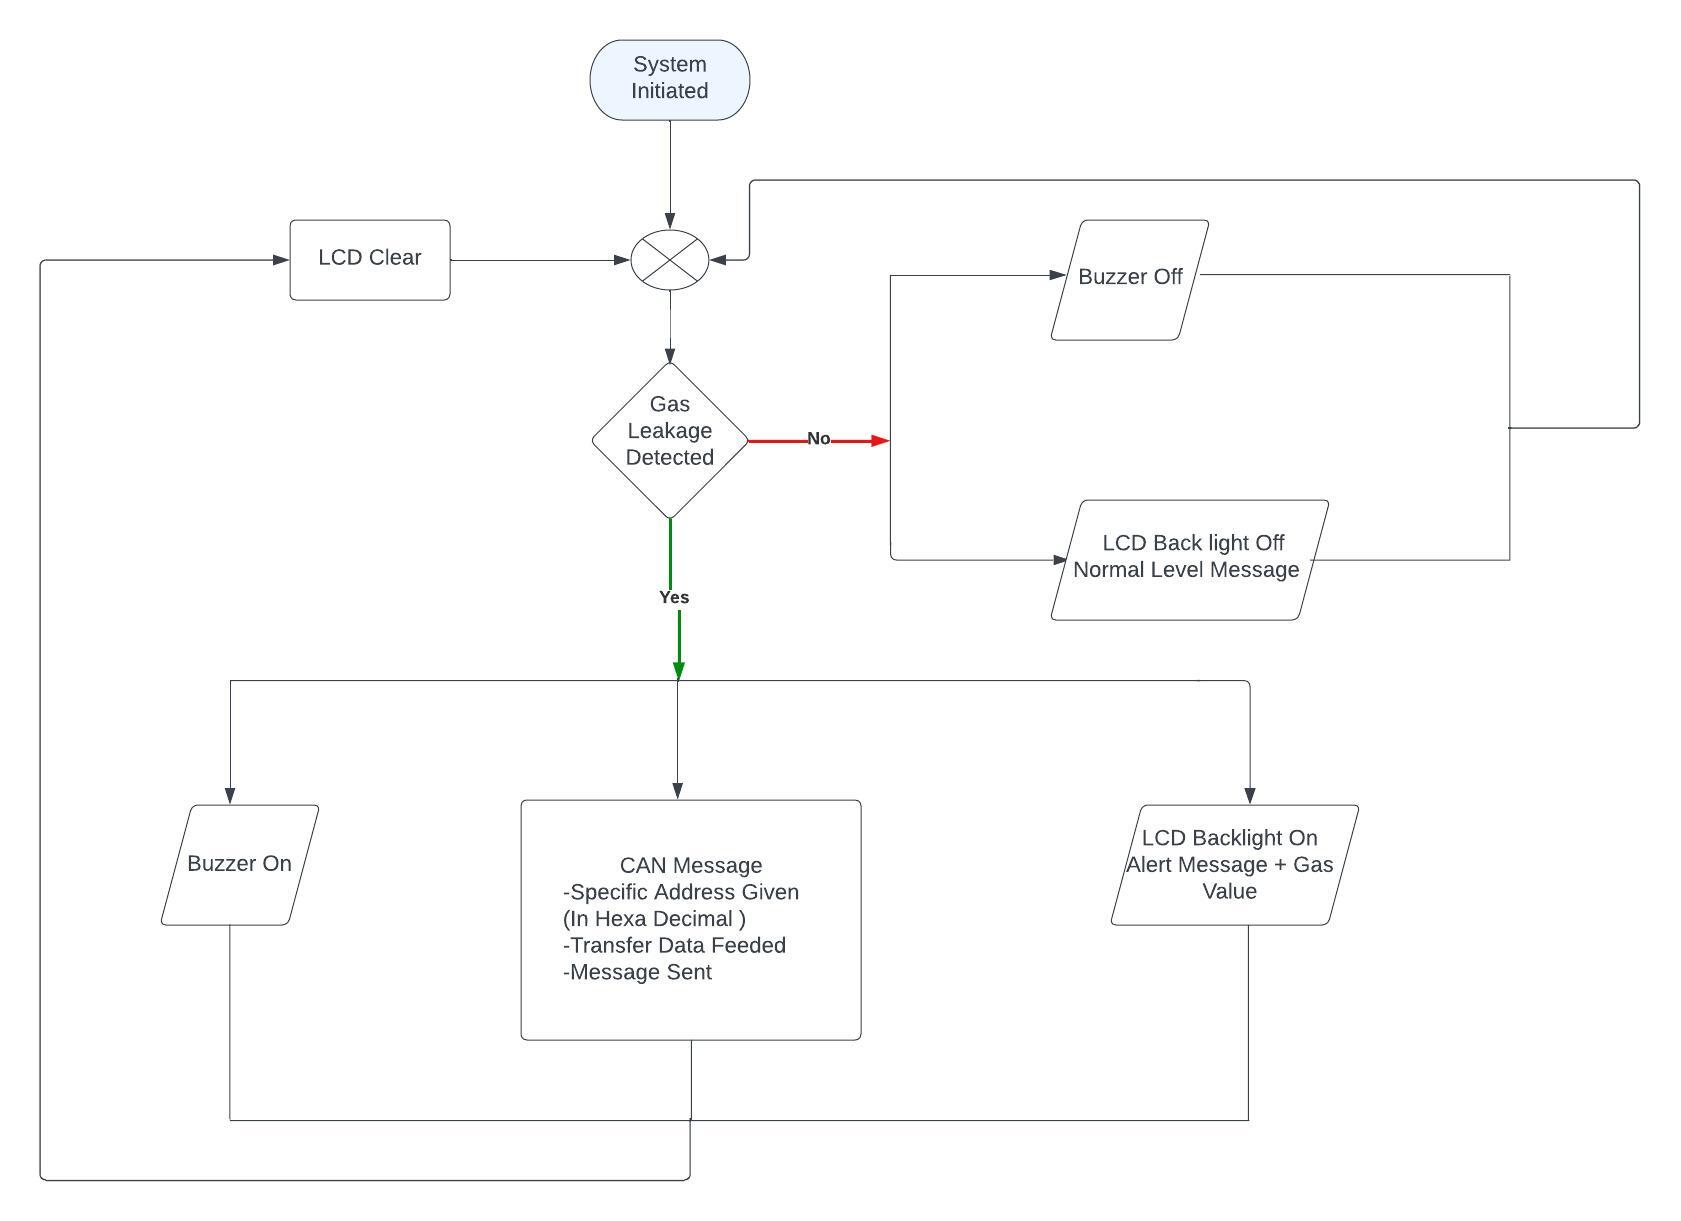 System
Initiated
LCD Clear
Buzzer Off
Gas
Leakage
Detected
No
LCD Back light Off
Normal Level Message
Yes
Buzzer On
CAN Message
-Specific Address Given
(In Hexa Decimal )
-Transfer Data Feeded
-Message Sent
LCD Backlight On
Alert Message + Gas
Value